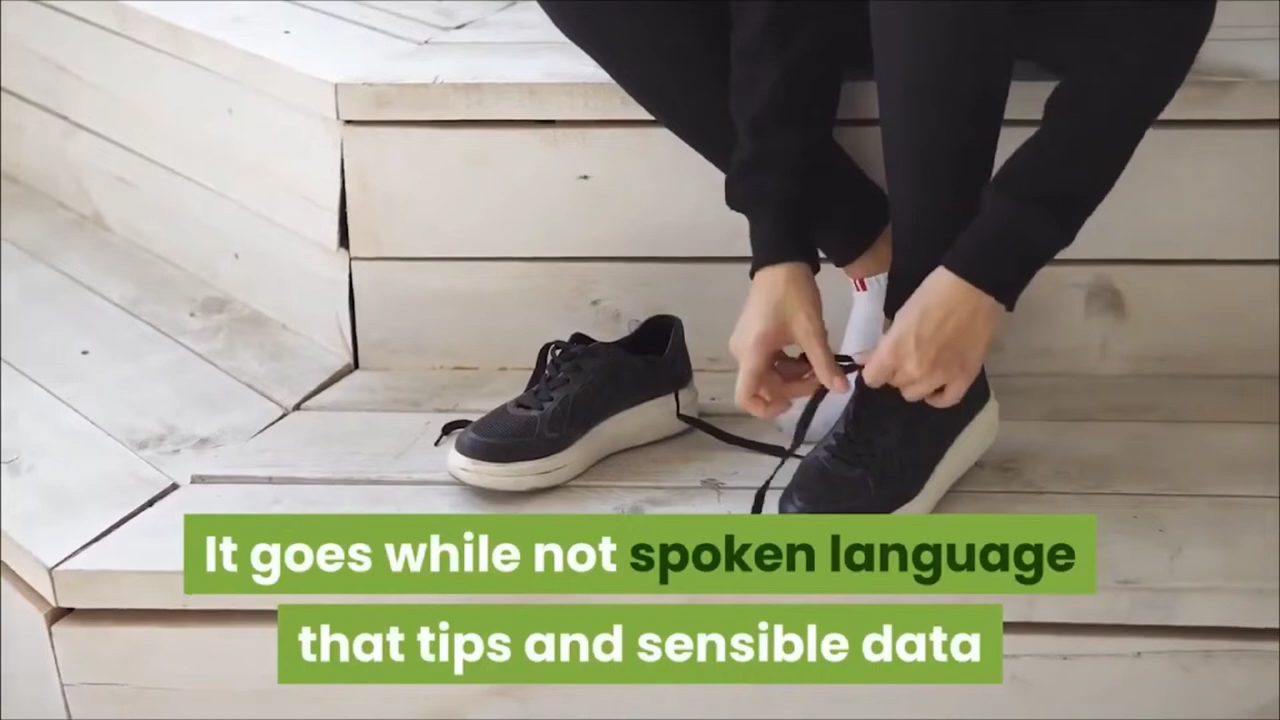 It goes while not spoken language
that tips and sensible data